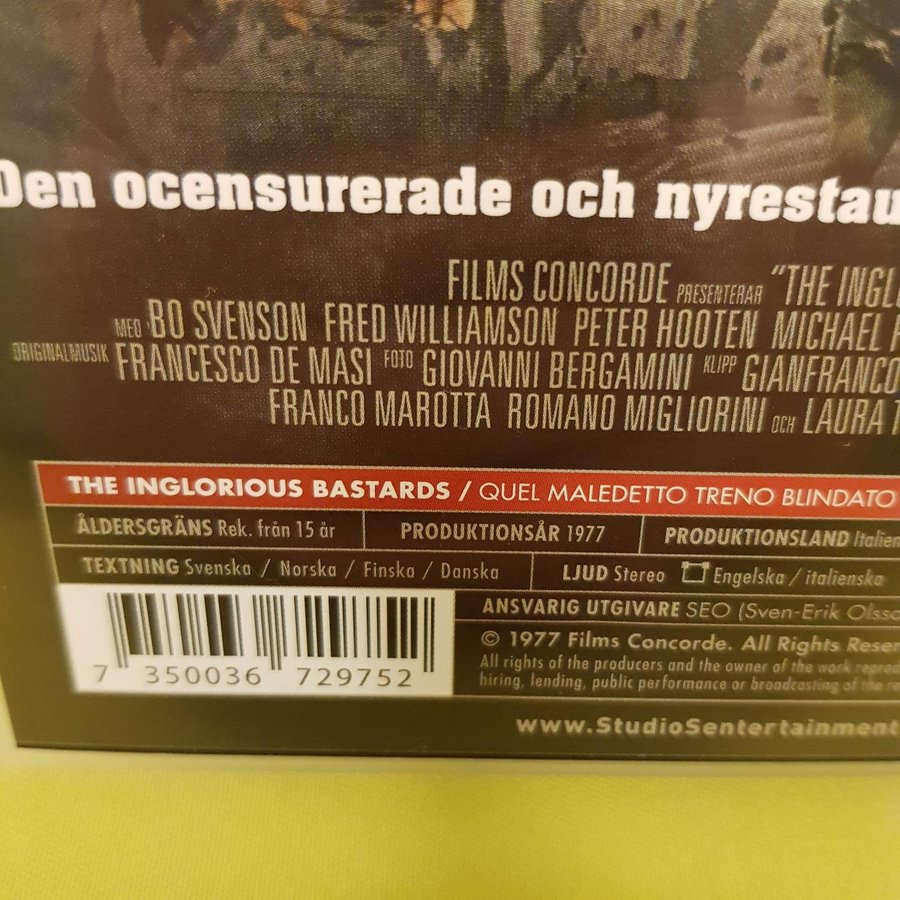 Den ocensurerade och nyrestau
FILMS CONCORDE PRESENTERAR "THE INGL
MED BO SVENSON FRED WILLIAMSON PETER HOOTEN MICHAEL P
ORIGINALMUSIK FRANCESCO DE MASI FOTO GIOVANNI BERGAMINI KLIPP GIANFRANCO
FRANCO MAROTTA ROMANO MIGLIORINI OCH LAURA T
THE INGLORIOUS BASTARDS / QUEL MALEDETTO TRENO BLINDATO
ÅLDERSGRÄNS Rek. från 15 år PRODUKTIONSÅR 1977 PRODUKTIONSLAND Italien
TEXTNING Svenska / Norska / Finska / Danska LJUD Stereo Engelska / italienska
ANSVARIG UTGIVARE SEO (Sven-Erik Olsso
© 1977 Films Concorde. All Rights Reser
All rights of the producers and the owner of the work reprod
hiring, lending, public performance or broadcasting of the re
7 350036 729752
www.StudioSentertainment